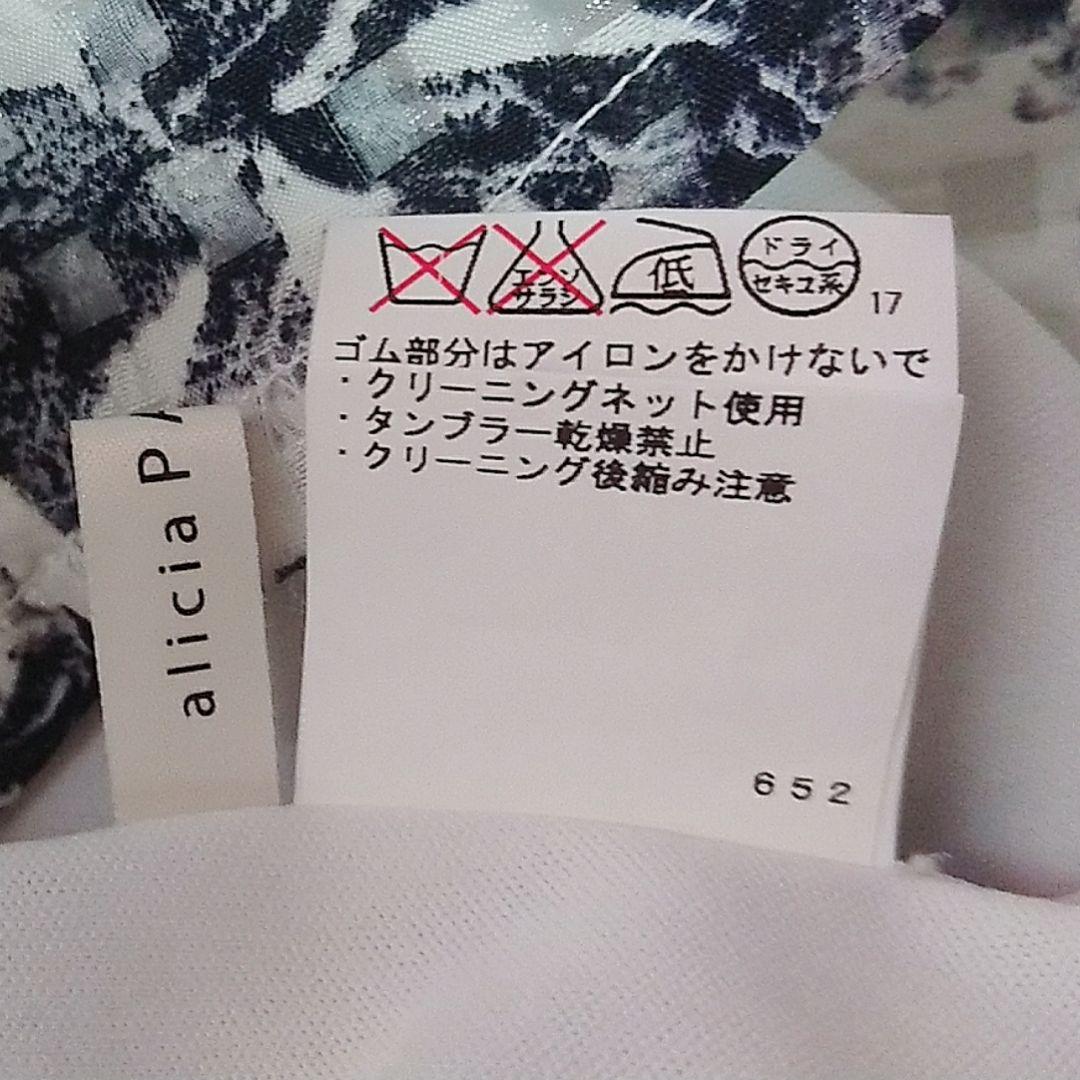 エンソ
サラシ
低
ドライ
セキユ系
17
ゴム部分はアイロンをかけないで
・クリーニングネット使用
・タンブラー乾燥禁止
・クリーニング後縮み注意
652
alicia P